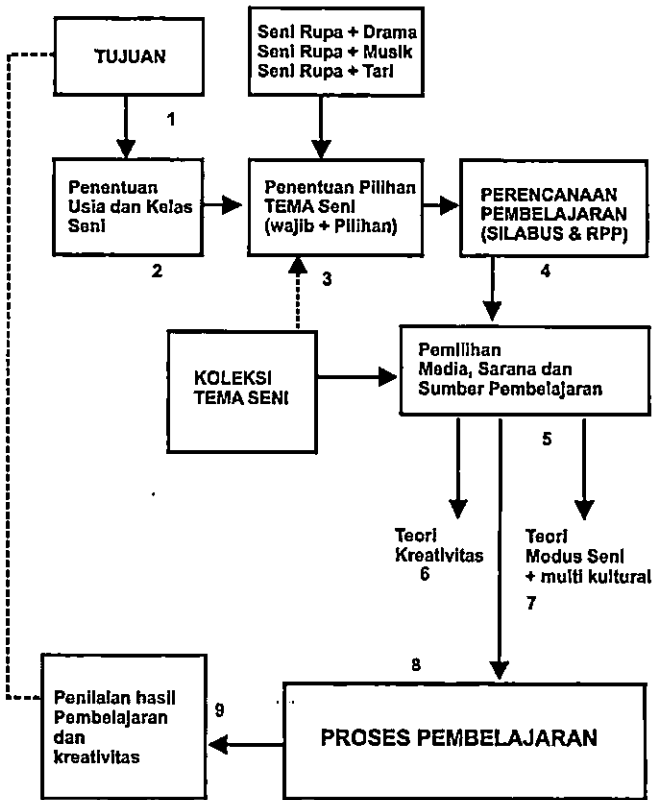 TUJUAN
Seni Rupa + Drama
Seni Rupa + Musik
Seni Rupa + Tari
1
Penentuan
Usia dan Kelas
Seni
2
Penentuan Pilihan
TEMA Seni
(wajib + Pilihan)
3
PERENCANAAN
PEMBELAJARAN
(SILABUS & RPP)
4
KOLEKSI
TEMA SENI
Pemilihan
Media, Sarana dan
Sumber Pembelajaran
5
Teori
Kreativitas
6
Teori
Modus Seni
+ multi kultural
7
8
Penilaian hasil
Pembelajaran
dan
kreativitas
9
PROSES PEMBELAJARAN